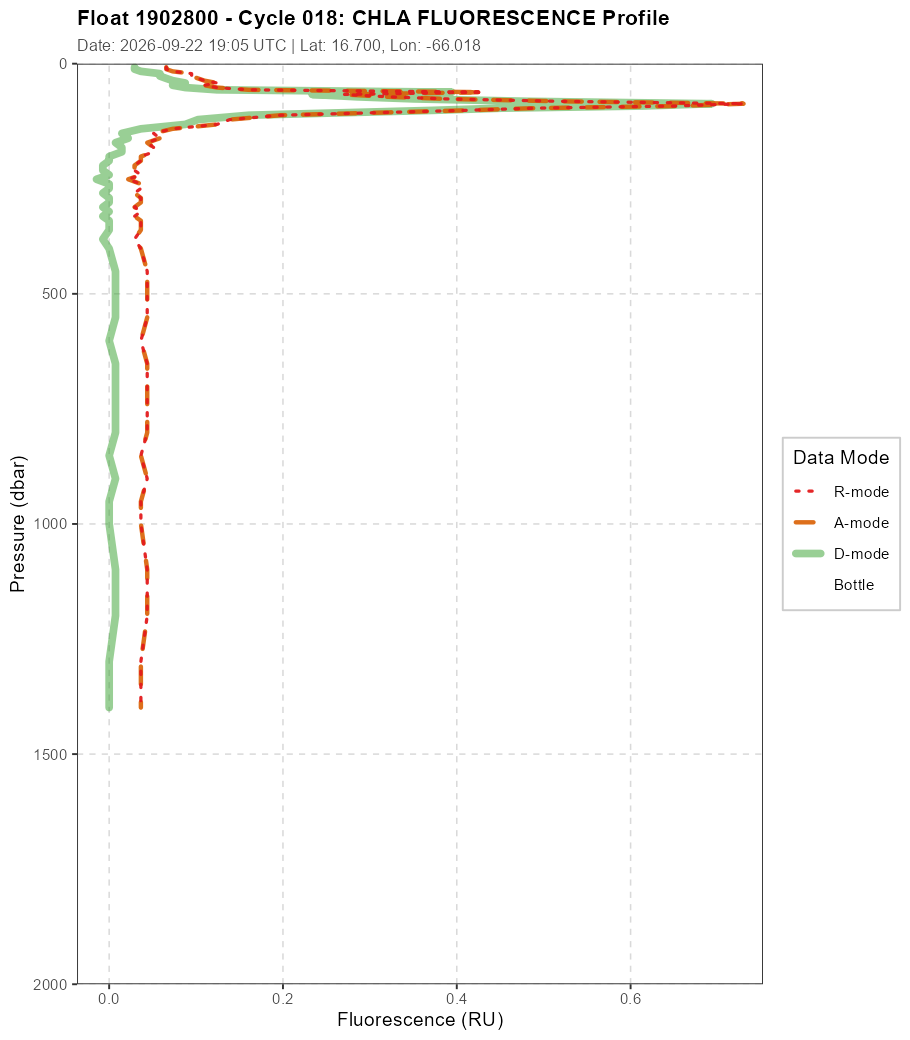 Float 1902800 - Cycle 018: CHLA FLUORESCENCE Profile
Date: 2026-09-22 19:05 UTC | Lat: 16.700, Lon: -66.018
0
500
1000
1500
2000
Pressure (dbar)
0.0 0.2 0.4 0.6
Fluorescence (RU)
Data Mode
R-mode
A-mode
D-mode
Bottle